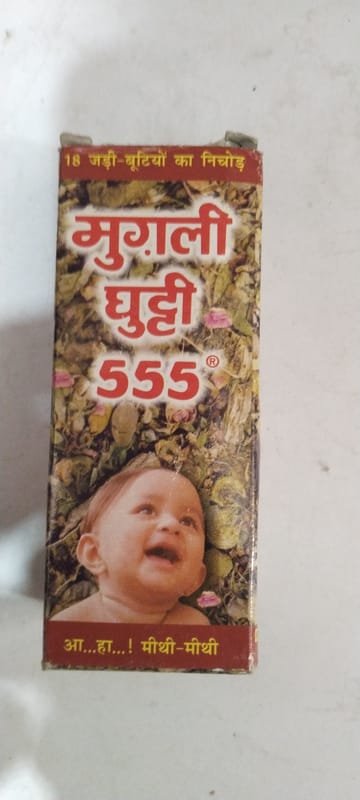 18 जड़ी-बूटियों का निचोड़
मुग़ली
घुट्टी
555®
आ...हा...! मीथी-मीथी